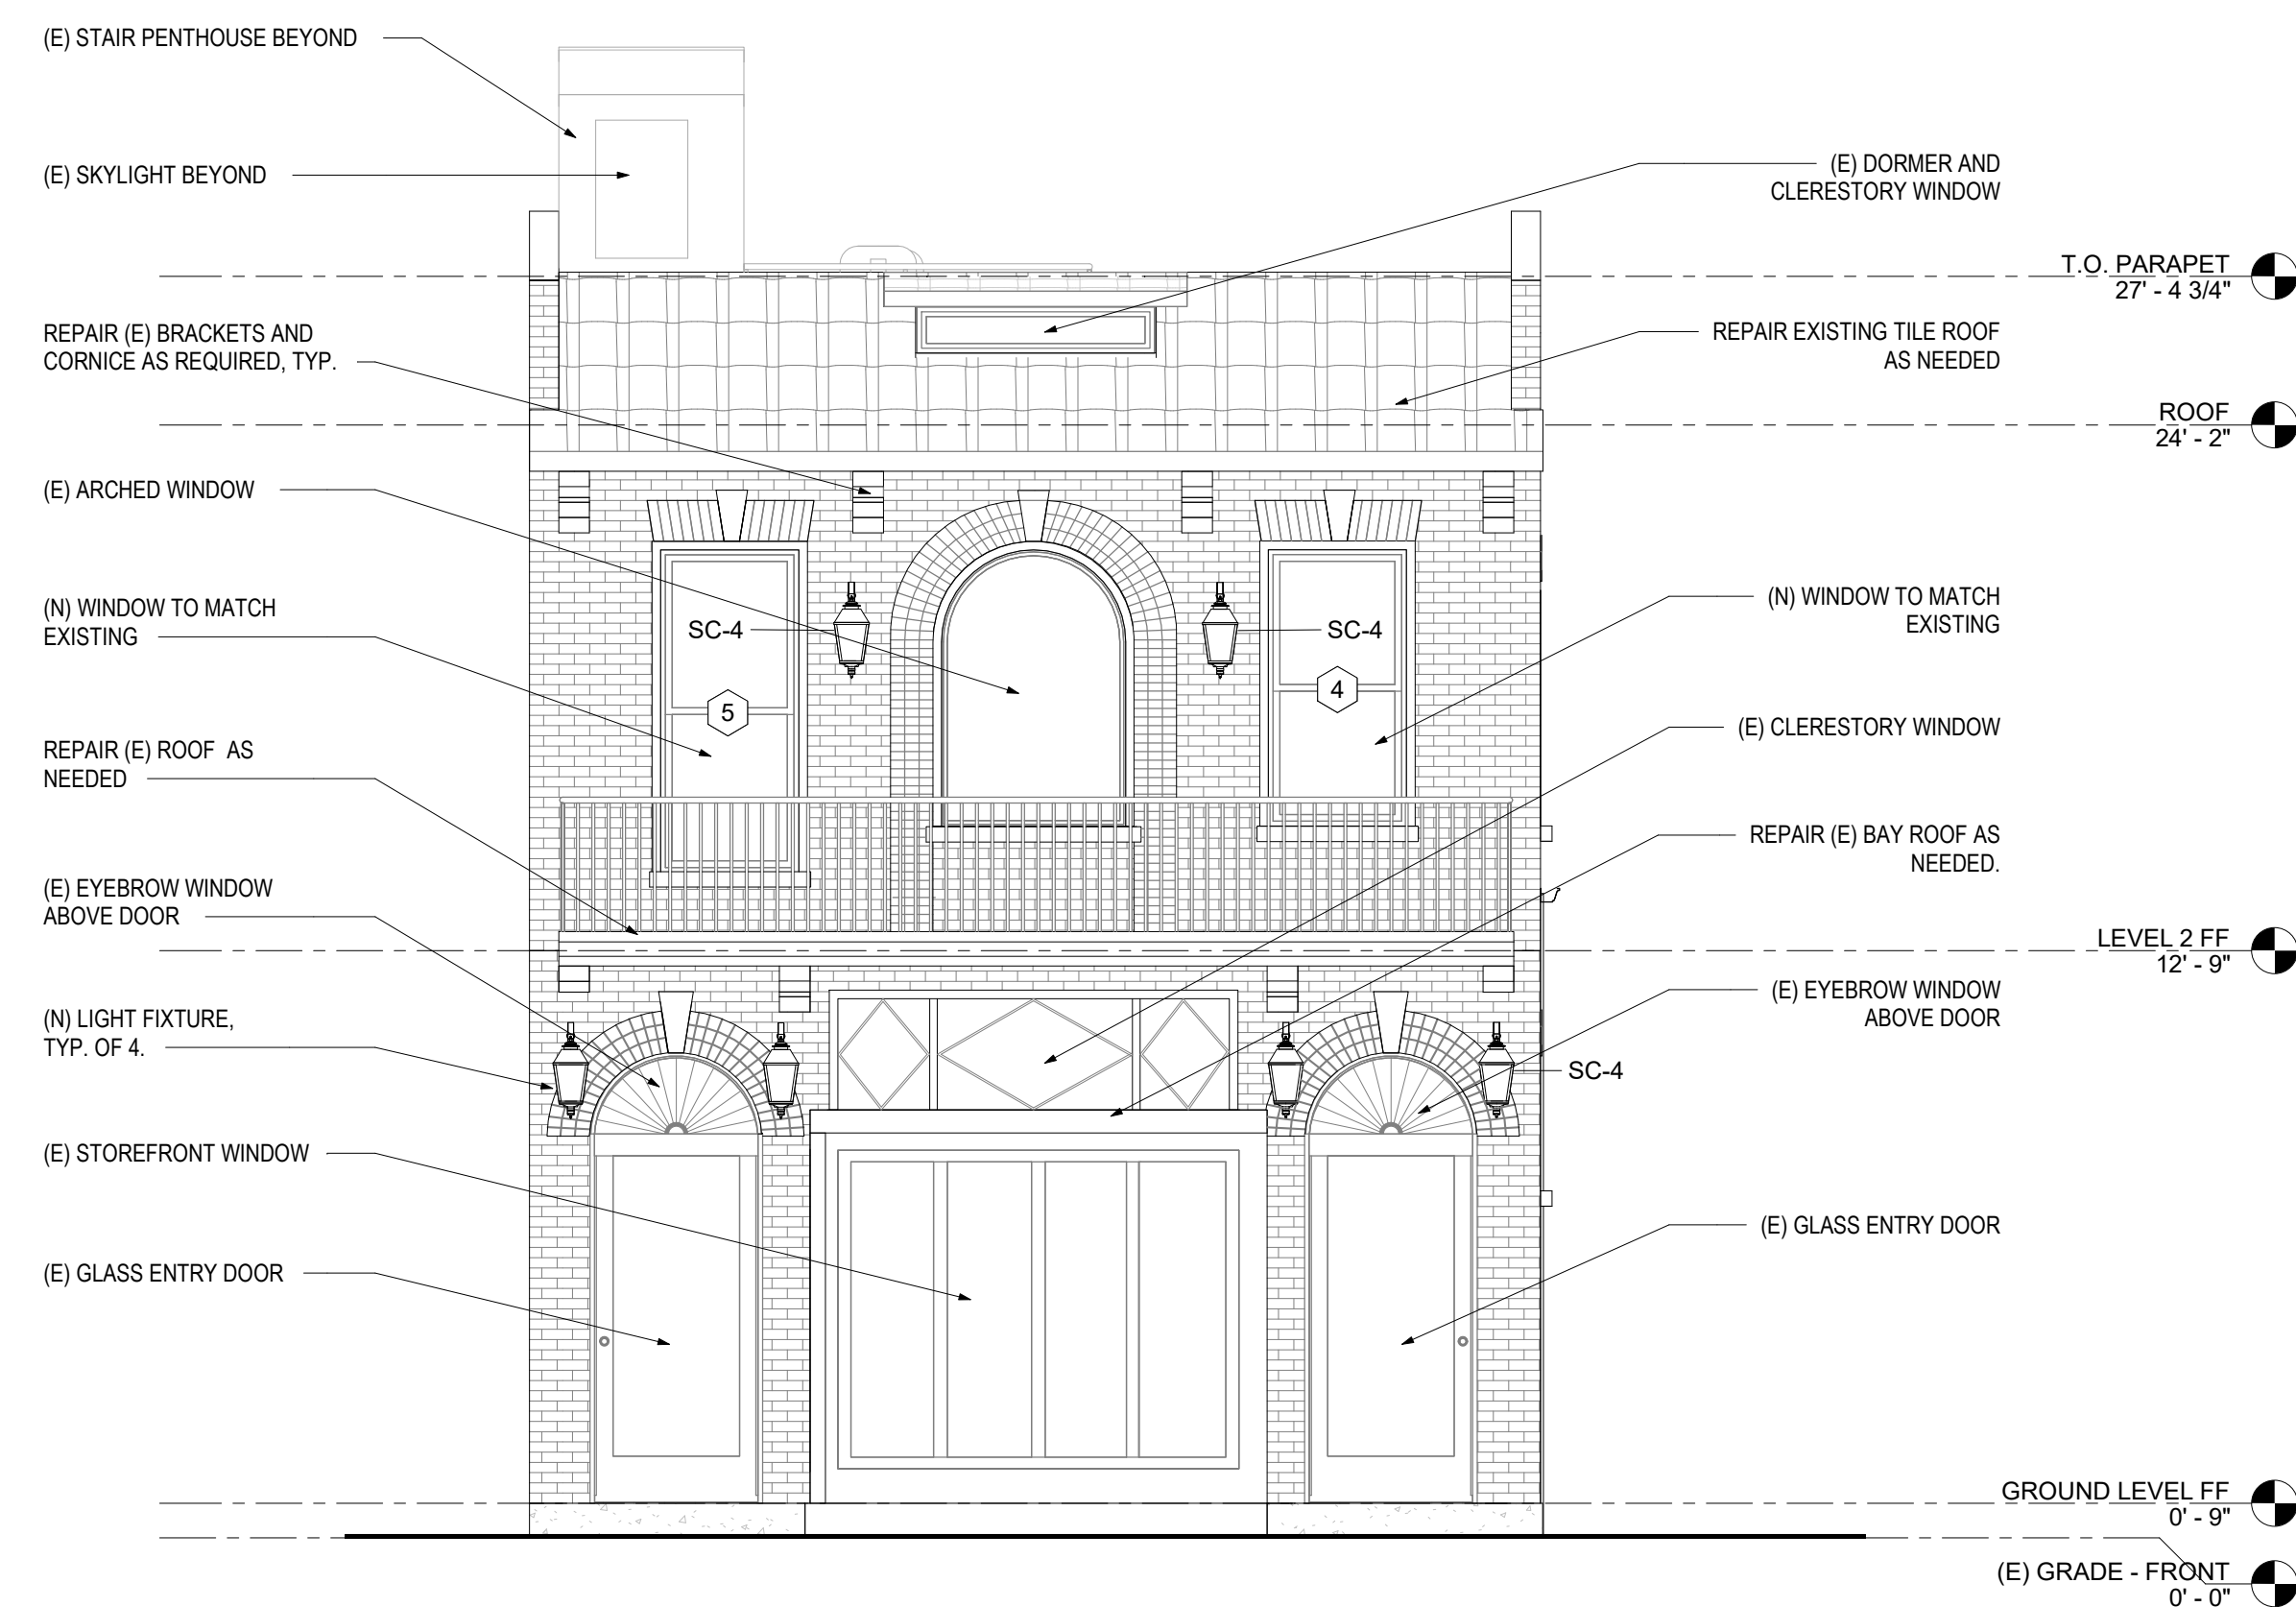 (E) STAIR PENTHOUSE BEYOND
(E) SKYLIGHT BEYOND
REPAIR (E) BRACKETS AND
CORNICE AS REQUIRED, TYP.
(E) ARCHED WINDOW
(N) WINDOW TO MATCH
EXISTING
REPAIR (E) ROOF AS
NEEDED
(E) EYEBROW WINDOW
ABOVE DOOR
(N) LIGHT FIXTURE,
TYP. OF 4.
(E) STOREFRONT WINDOW
(E) GLASS ENTRY DOOR
SC-4
5
SC-4
4
SC-4
(E) DORMER AND
CLERESTORY WINDOW
REPAIR EXISTING TILE ROOF
AS NEEDED
(N) WINDOW TO MATCH
EXISTING
(E) CLERESTORY WINDOW
REPAIR (E) BAY ROOF AS
NEEDED.
(E) EYEBROW WINDOW
ABOVE DOOR
(E) GLASS ENTRY DOOR
T.O. PARAPET
27' - 4 3/4"
ROOF
24' - 2"
LEVEL 2 FF
12' - 9"
GROUND LEVEL FF
0' - 9"
(E) GRADE - FRONT
0' - 0"